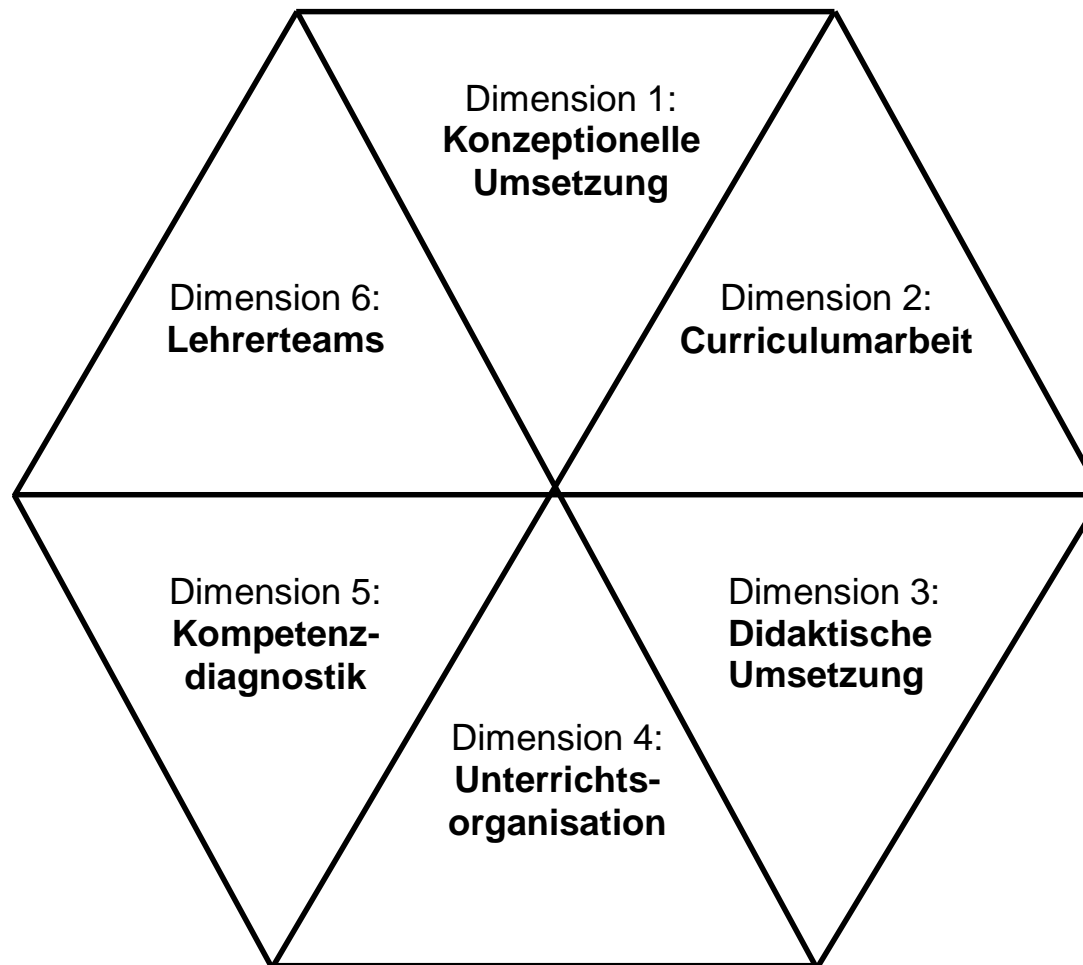 Dimension 1:
Konzeptionelle
Umsetzung
Dimension 2:
Curriculumarbeit
Dimension 3:
Didaktische
Umsetzung
Dimension 4:
Unterrichts-
organisation
Dimension 5:
Kompetenz-
diagnostik
Dimension 6:
Lehrerteams